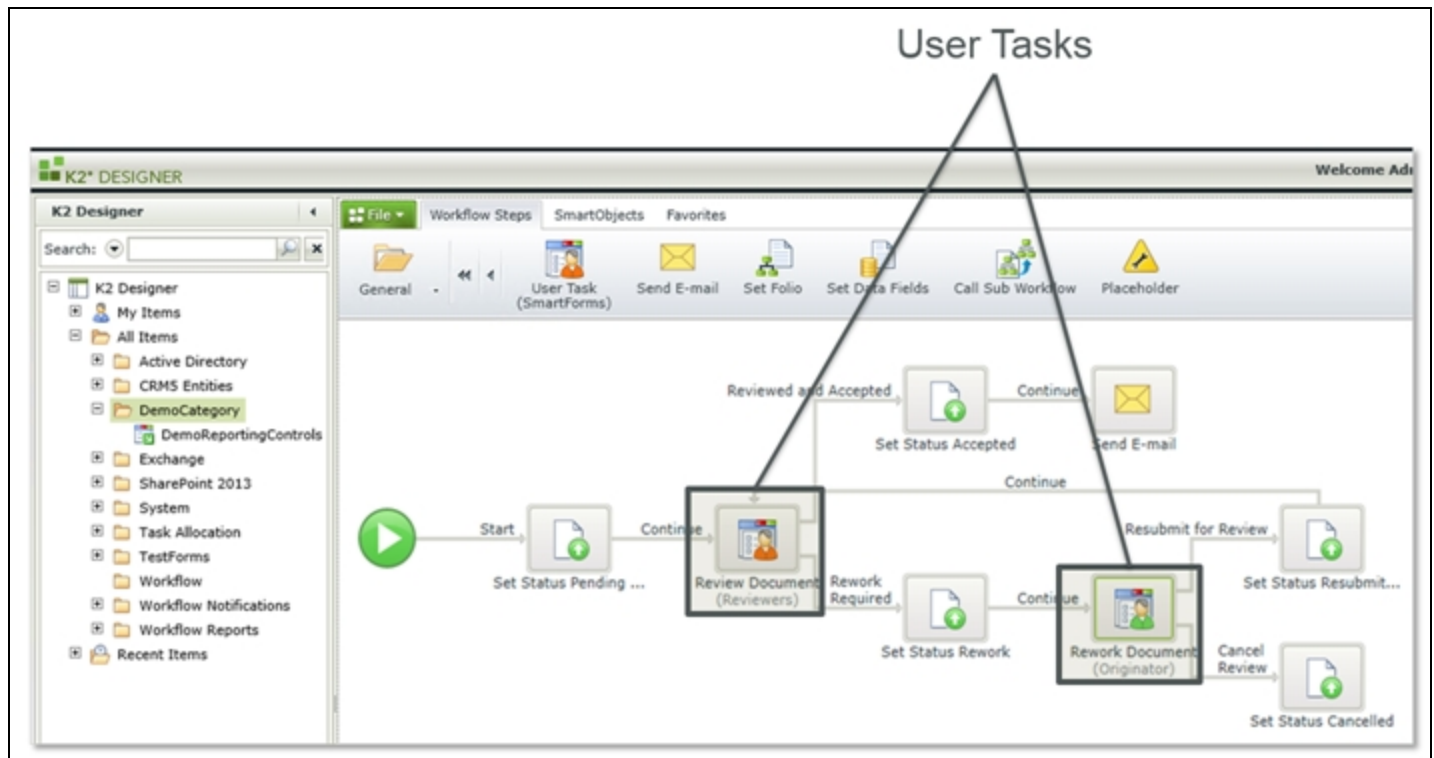 User Tasks
K2* DESIGNER
Welcome Adm
K2 Designer
File
Workflow Steps
SmartObjects
Favorites
Search:
General
User Task
(SmartForms)
Send E-mail
Set Folio
Set Data Fields
Call Sub Workflow
Placeholder
K2 Designer
My Items
All Items
Active Directory
CRMS Entities
DemoCategory
DemoReportingControls
Exchange
SharePoint 2013
System
Task Allocation
TestForms
Workflow
Workflow Notifications
Workflow Reports
Recent Items
Reviewed and Accepted
Continue
Set Status Accepted
Send E-mail
Continue
Start
Continue
Resubmit for Review
Set Status Pending ...
Review Document
(Reviewers)
Rework
Required
Continue
Set Status Resubmit...
Set Status Rework
Rework Document
(Originator)
Cancel
Review
Set Status Cancelled